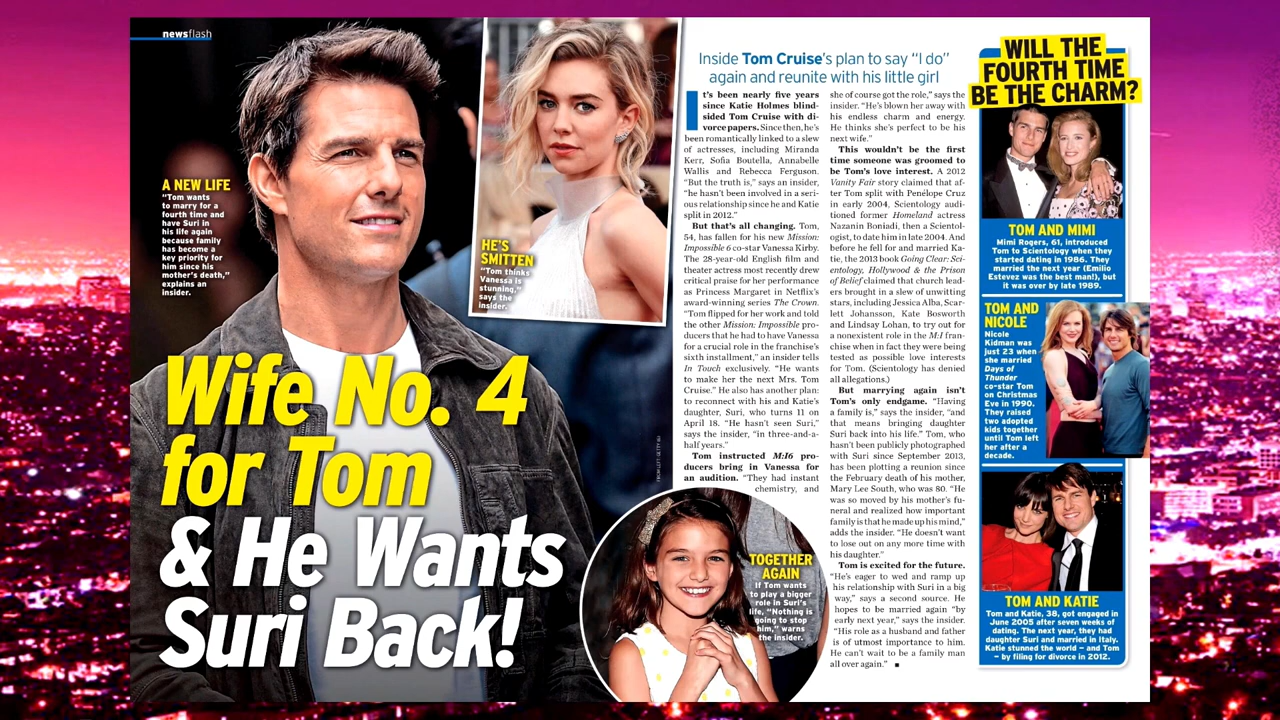 newsflash
A NEW LIFE
"Tom wants
to marry for a
fourth time and
have Suri in
his life again
because family
has become a
key priority for
him since his
mother's death,"
explains an
insider.
HE'S
SMITTEN
"Tom thinks
Vanessa is
stunning,"
says the
insider.
Wife No. 4
for Tom
& He Wants
Suri Back!
Inside Tom Cruise's plan to say "I do"
again and reunite with his little girl
It's been nearly five years
since Katie Holmes blind-
sided Tom Cruise with di-
vorce papers. Since then, he's
been romantically linked to a slew
of actresses, including Miranda
Kerr, Sofia Boutella, Annabelle
Wallis and Rebecca Ferguson.
"But the truth is," says an insider,
"he hasn't been involved in a seri-
ous relationship since he and Katie
split in 2012."
But that's all changing. Tom,
54, has fallen for his new Mission:
Impossible 6 co-star Vanessa Kirby.
The 28-year-old English film and
theater actress most recently drew
critical praise for her performance
as Princess Margaret in Netflix's
award-winning series The Crown.
"Tom flipped for her work and told
the other Mission: Impossible pro-
ducers that he had to have Vanessa
for a crucial role in the franchise's
sixth installment," an insider tells
In Touch exclusively. "He wants
to make her the next Mrs. Tom
Cruise." He also has another plan:
to reconnect with his and Katie's
daughter, Suri, who turns 11 on
April 18. "He hasn't seen Suri,"
says the insider, "in three-and-a-
half years."
Tom instructed M:I6 pro-
ducers bring in Vanessa for
an audition. "They had instant
chemistry, and
she of course got the role," says the
insider. "He's blown her away with
his endless charm and energy.
He thinks she's perfect to be his
next wife."
This wouldn't be the first
time someone was groomed to
be Tom's love interest. A 2012
Vanity Fair story claimed that af-
ter Tom split with Penélope Cruz
in early 2004, Scientology audi-
tioned former Homeland actress
Nazanin Boniadi, then a Scientol-
ogist, to date him in late 2004. And
before he fell for and married Ka-
tie, the 2013 book Going Clear: Sci-
entology, Hollywood & the Prison
of Belief claimed that church lead-
ers brought in a slew of unwitting
stars, including Jessica Alba, Scar-
lett Johansson, Kate Bosworth
and Lindsay Lohan, to try out for
a nonexistent role in the M:I fran-
chise when in fact they were being
tested as possible love interests
for Tom. (Scientology has denied
all allegations.)
But marrying again isn't
Tom's only endgame. "Having
a family is," says the insider, "and
that means bringing daughter
Suri back into his life." Tom, who
hasn't been publicly photographed
with Suri since September 2013,
has been plotting a reunion since
the February death of his mother,
Mary Lee South, who was 80. "He
was so moved by his mother's fu-
neral and realized how important
family is that he made up his mind,"
adds the insider. "He doesn't want
to lose out on any more time with
his daughter."
Tom is excited for the future.
"He's eager to wed and ramp up
his relationship with Suri in a big
way," says a second source. He
hopes to be married again "by
early next year," says the insider.
"His role as a husband and father
is of utmost importance to him.
He can't wait to be a family man
all over again."
TOGETHER
AGAIN
If Tom wants
to play a bigger
role in Suri's
life, "Nothing is
going to stop
him," warns
the insider.
WILL THE
FOURTH TIME
BE THE CHARM?
TOM AND MIMI
Mimi Rogers, 61, introduced
Tom to Scientology when they
started dating in 1986. They
married the next year (Emilio
Estevez was the best man!), but
it was over by late 1989.
TOM AND
NICOLE
Nicole
Kidman was
just 23 when
she married
Days of
Thunder
co-star Tom
on Christmas
Eve in 1990.
They raised
two adopted
kids together
until Tom left
her after a
decade.
TOM AND KATIE
Tom and Katie, 38, got engaged in
June 2005 after seven weeks of
dating. The next year, they had
daughter Suri and married in Italy.
Katie stunned the world — and Tom
— by filing for divorce in 2012.